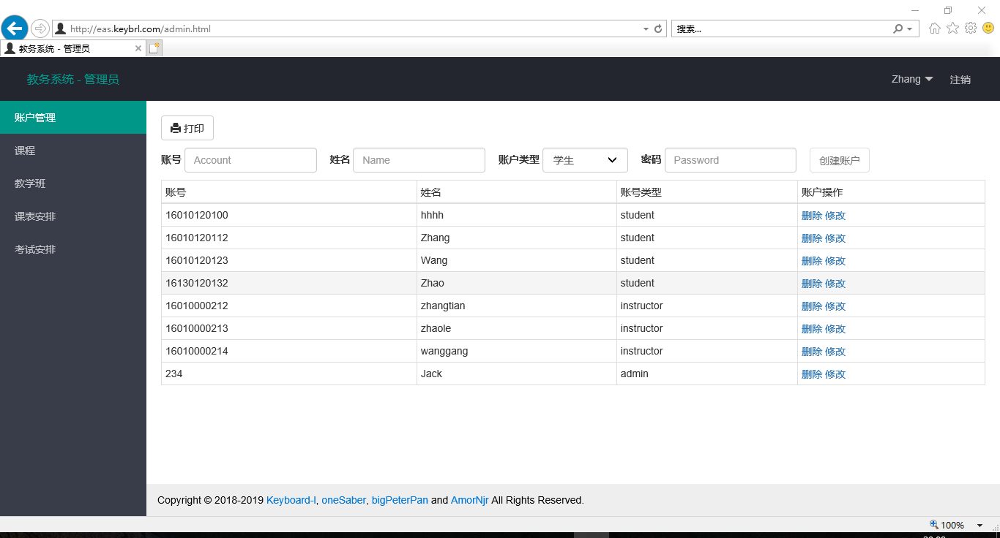 http://eas.keybrl.com/admin.html
搜索...
教务系统 - 管理员
教务系统 - 管理员
Zhang
注销
账户管理
课程
教学班
课表安排
考试安排
打印
账号 Account 姓名 Name 账户类型 学生 密码 Password 创建账户
账号 姓名 账号类型 账户操作
16010120100 hhhh student 删除 修改
16010120112 Zhang student 删除 修改
16010120123 Wang student 删除 修改
16130120132 Zhao student 删除 修改
16010000212 zhangtian instructor 删除 修改
16010000213 zhaole instructor 删除 修改
16010000214 wanggang instructor 删除 修改
234 Jack admin 删除 修改
Copyright © 2018-2019 Keyboard-l, oneSaber, bigPeterPan and AmorNjr All Rights Reserved.
100%